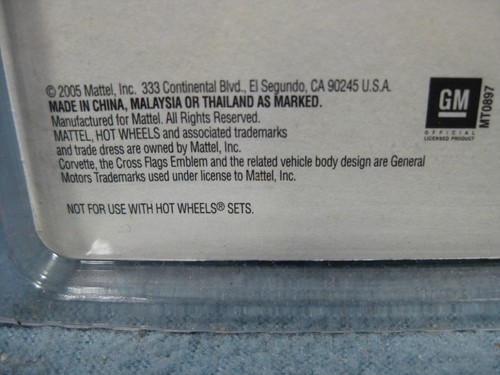 © 2005 Mattel, Inc. 333 Continental Blvd., El Segundo, CA 90245 U.S.A.
MADE IN CHINA, MALAYSIA OR THAILAND AS MARKED.
Manufactured for Mattel. All Rights Reserved.
MATTEL, HOT WHEELS and associated trademarks
and trade dress are owned by Mattel, Inc.
Corvette, the Cross Flags Emblem and the related vehicle body design are General
Motors Trademarks used under license to Mattel, Inc.
NOT FOR USE WITH HOT WHEELS® SETS.
GM
OFFICIAL
LICENSED PRODUCT
MT0897